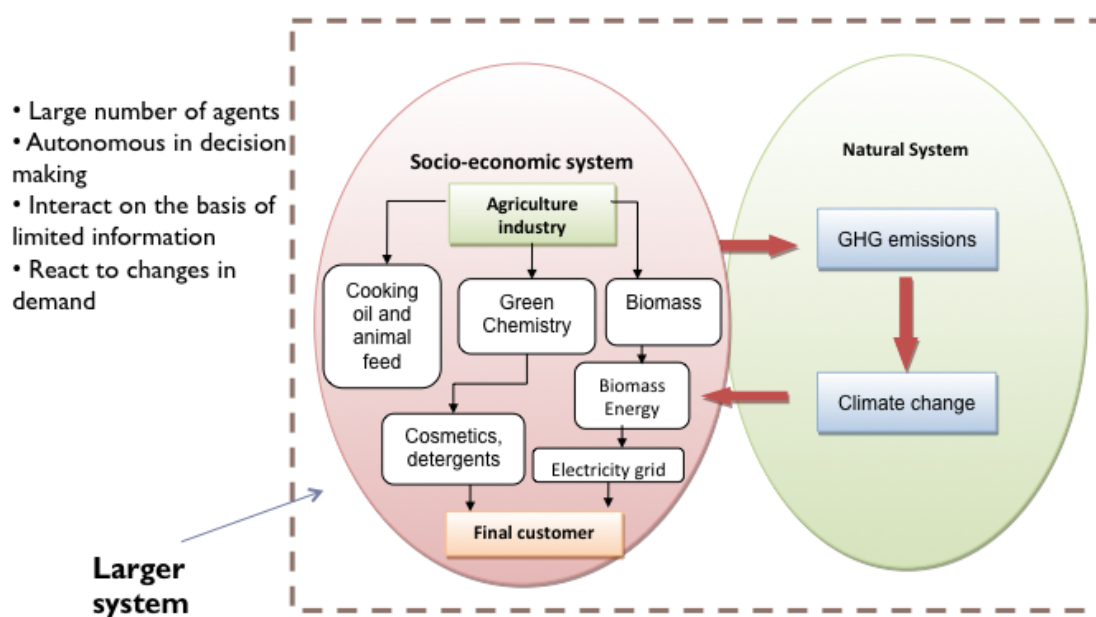 • Large number of agents
• Autonomous in decision
making
• Interact on the basis of
limited information
• React to changes in
demand
Larger
system
Socio-economic system
Agriculture
industry
Cooking
oil and
animal
feed
Green
Chemistry
Biomass
Biomass
Energy
Cosmetics,
detergents
Electricity grid
Final customer
Natural System
GHG emissions
Climate change